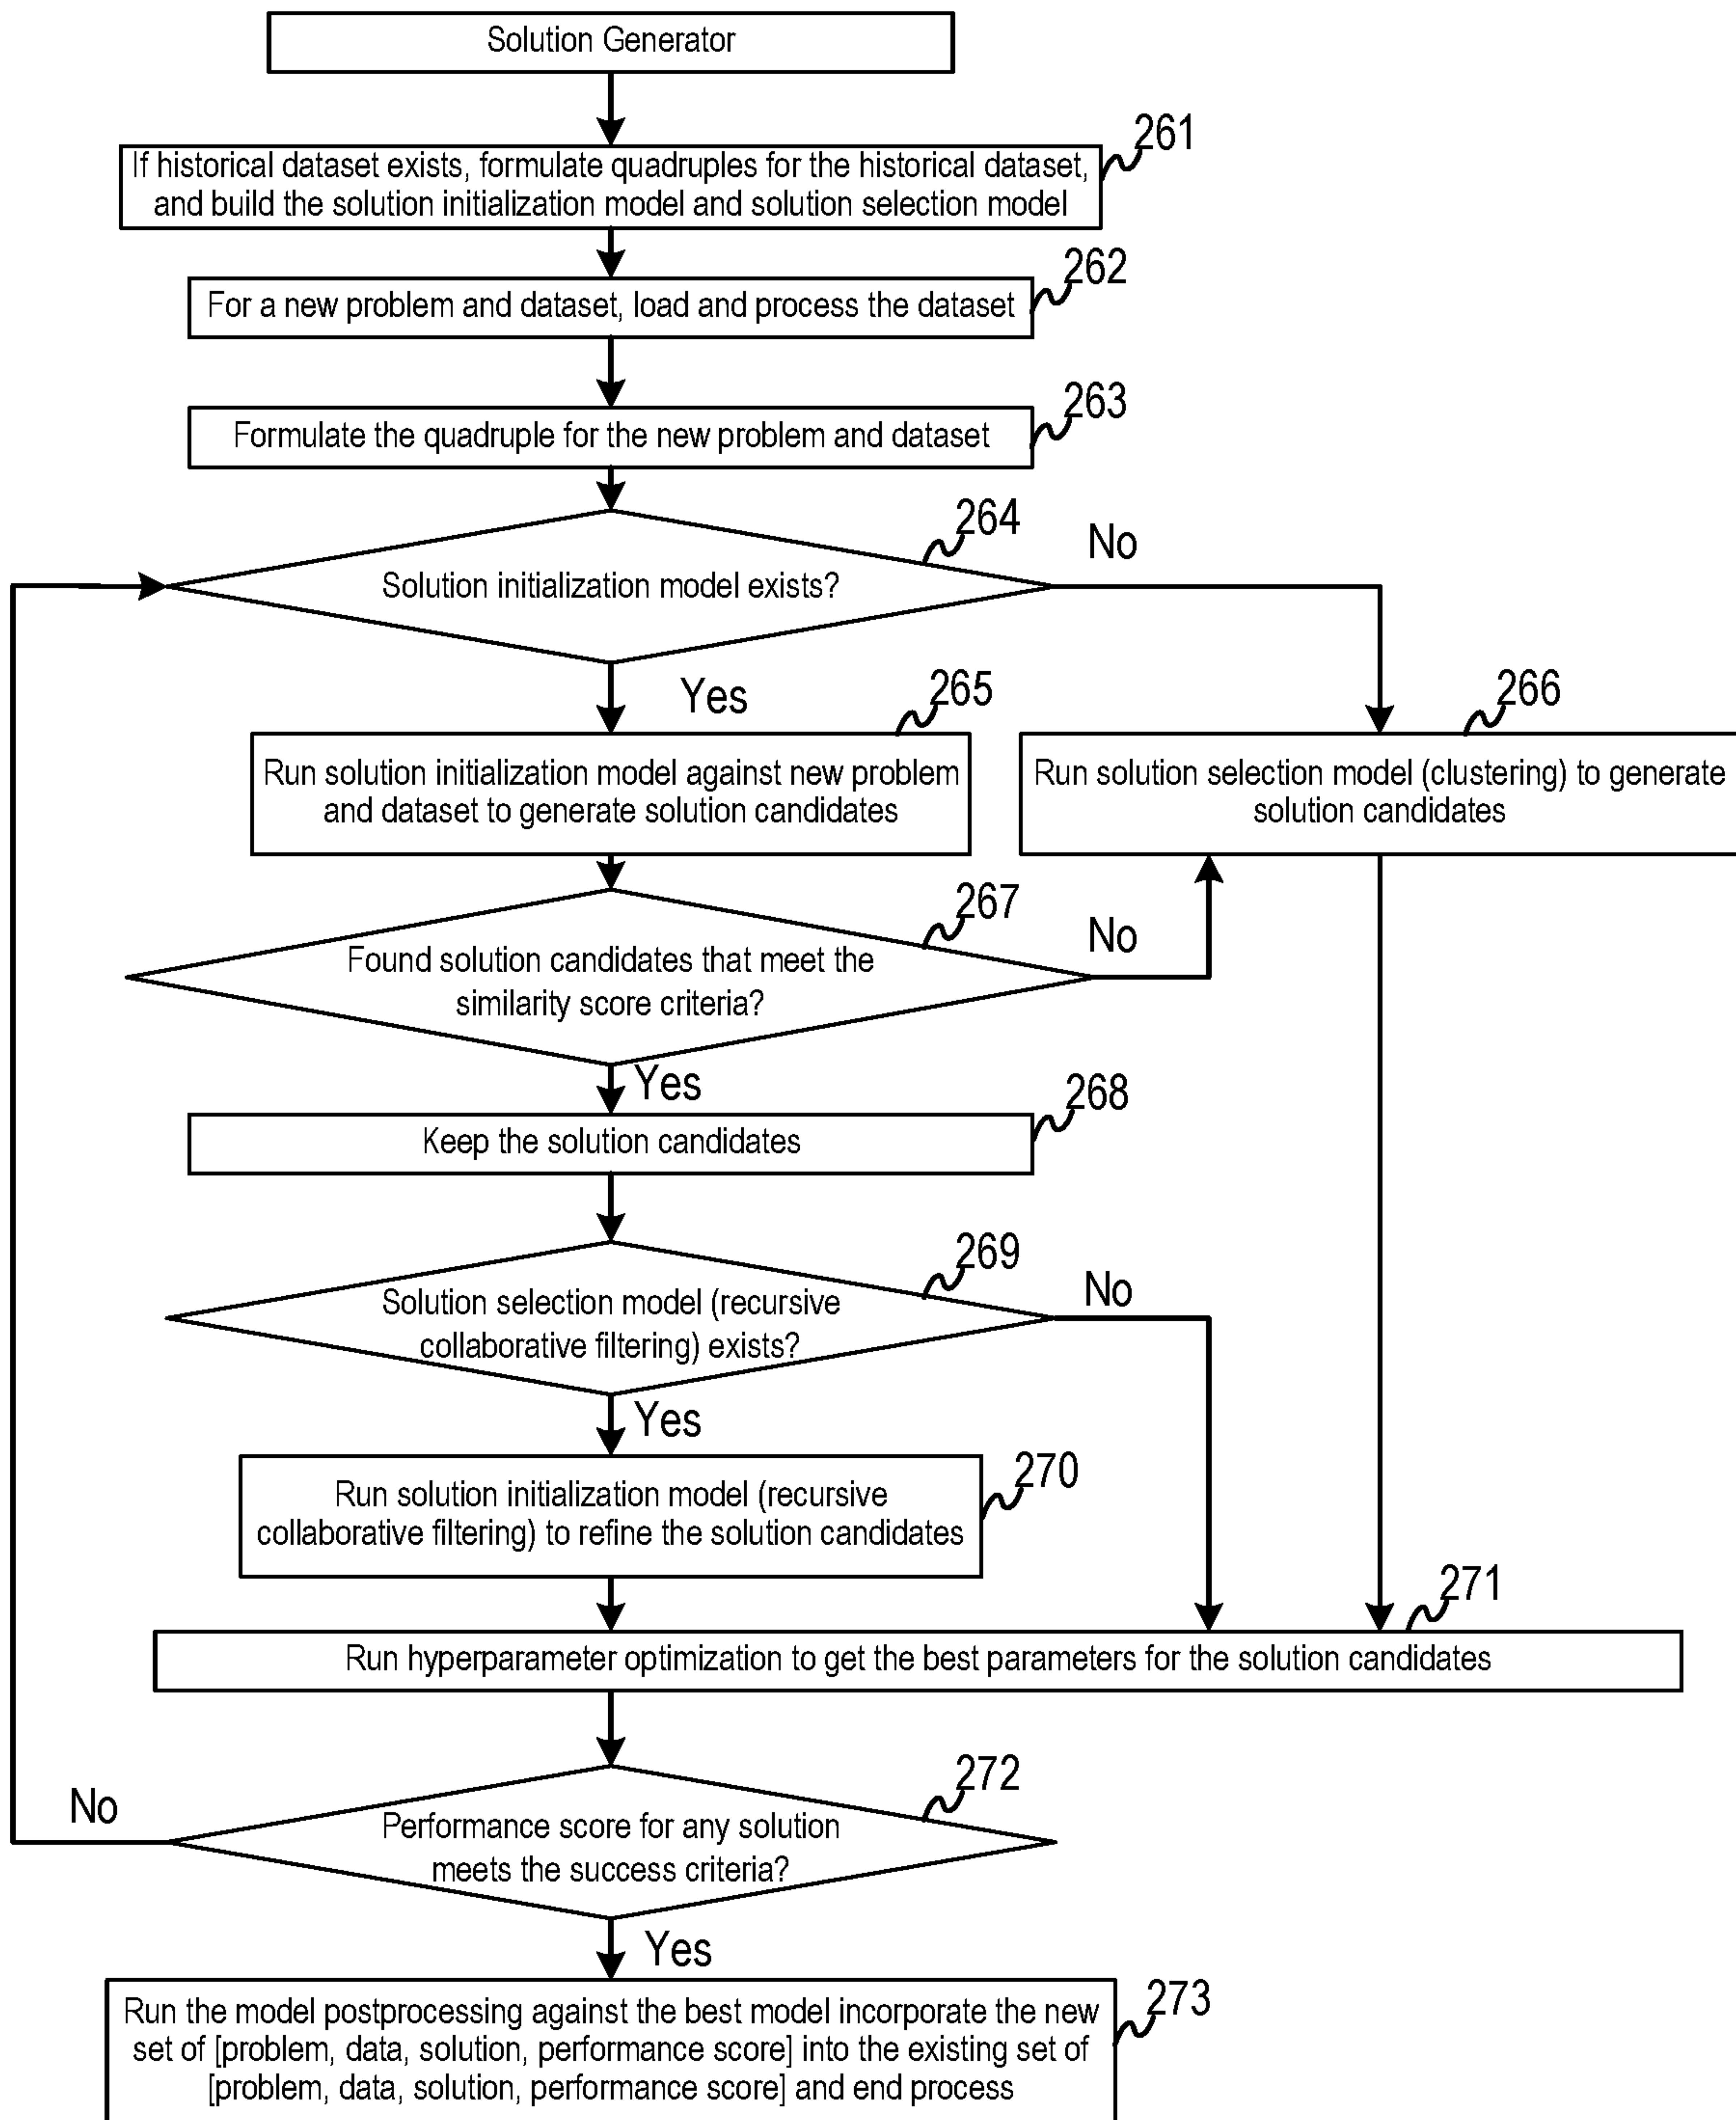 Solution Generator
261
If historical dataset exists, formulate quadruples for the historical dataset,
and build the solution initialization model and solution selection model
262
For a new problem and dataset, load and process the dataset
263
Formulate the quadruple for the new problem and dataset
264
No
Solution initialization model exists?
Yes
265
266
Run solution initialization model against new problem
and dataset to generate solution candidates
Run solution selection model (clustering) to generate
solution candidates
267
No
Found solution candidates that meet the
similarity score criteria?
Yes
268
Keep the solution candidates
269
No
Solution selection model (recursive
collaborative filtering) exists?
Yes
270
Run solution initialization model (recursive
collaborative filtering) to refine the solution candidates
271
Run hyperparameter optimization to get the best parameters for the solution candidates
272
No
Performance score for any solution
meets the success criteria?
Yes
273
Run the model postprocessing against the best model incorporate the new
set of [problem, data, solution, performance score] into the existing set of
[problem, data, solution, performance score] and end process